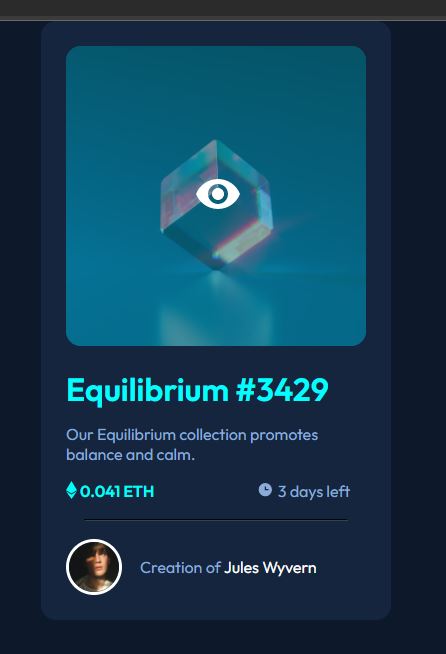 Equilibrium #3429
Our Equilibrium collection promotes
balance and calm.
0.041 ETH
3 days left
Creation of Jules Wyvern